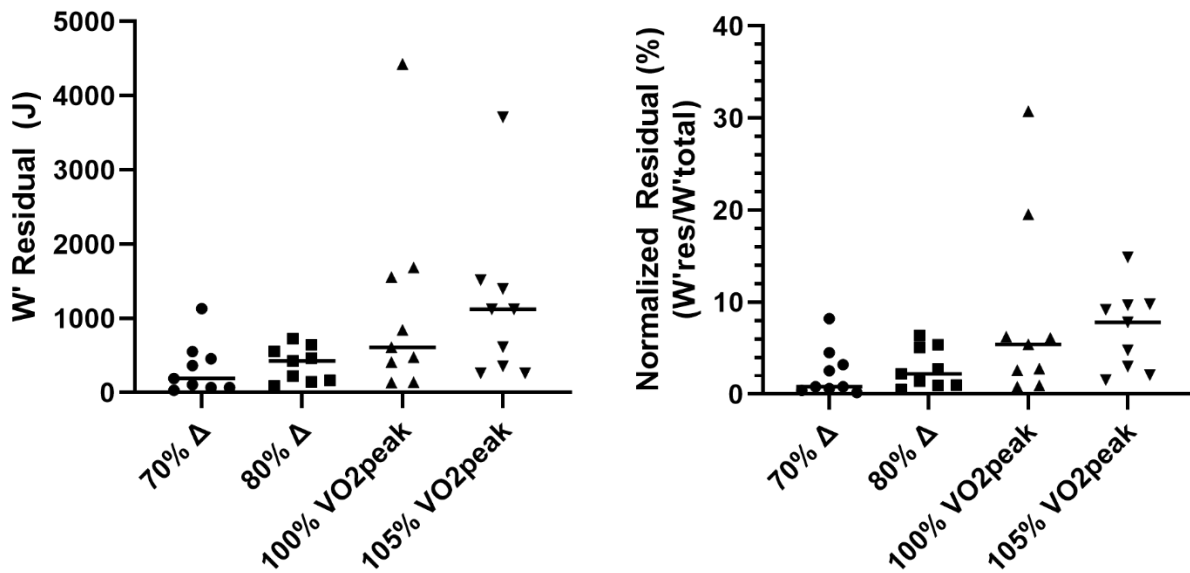 W' Residual (J)
5000
4000
3000
2000
1000
0
70% Δ
80% Δ
100% VO2peak
105% VO2peak
Normalized Residual (%)
(W'res/W'total)
40
30
20
10
0
70% Δ
80% Δ
100% VO2peak
105% VO2peak